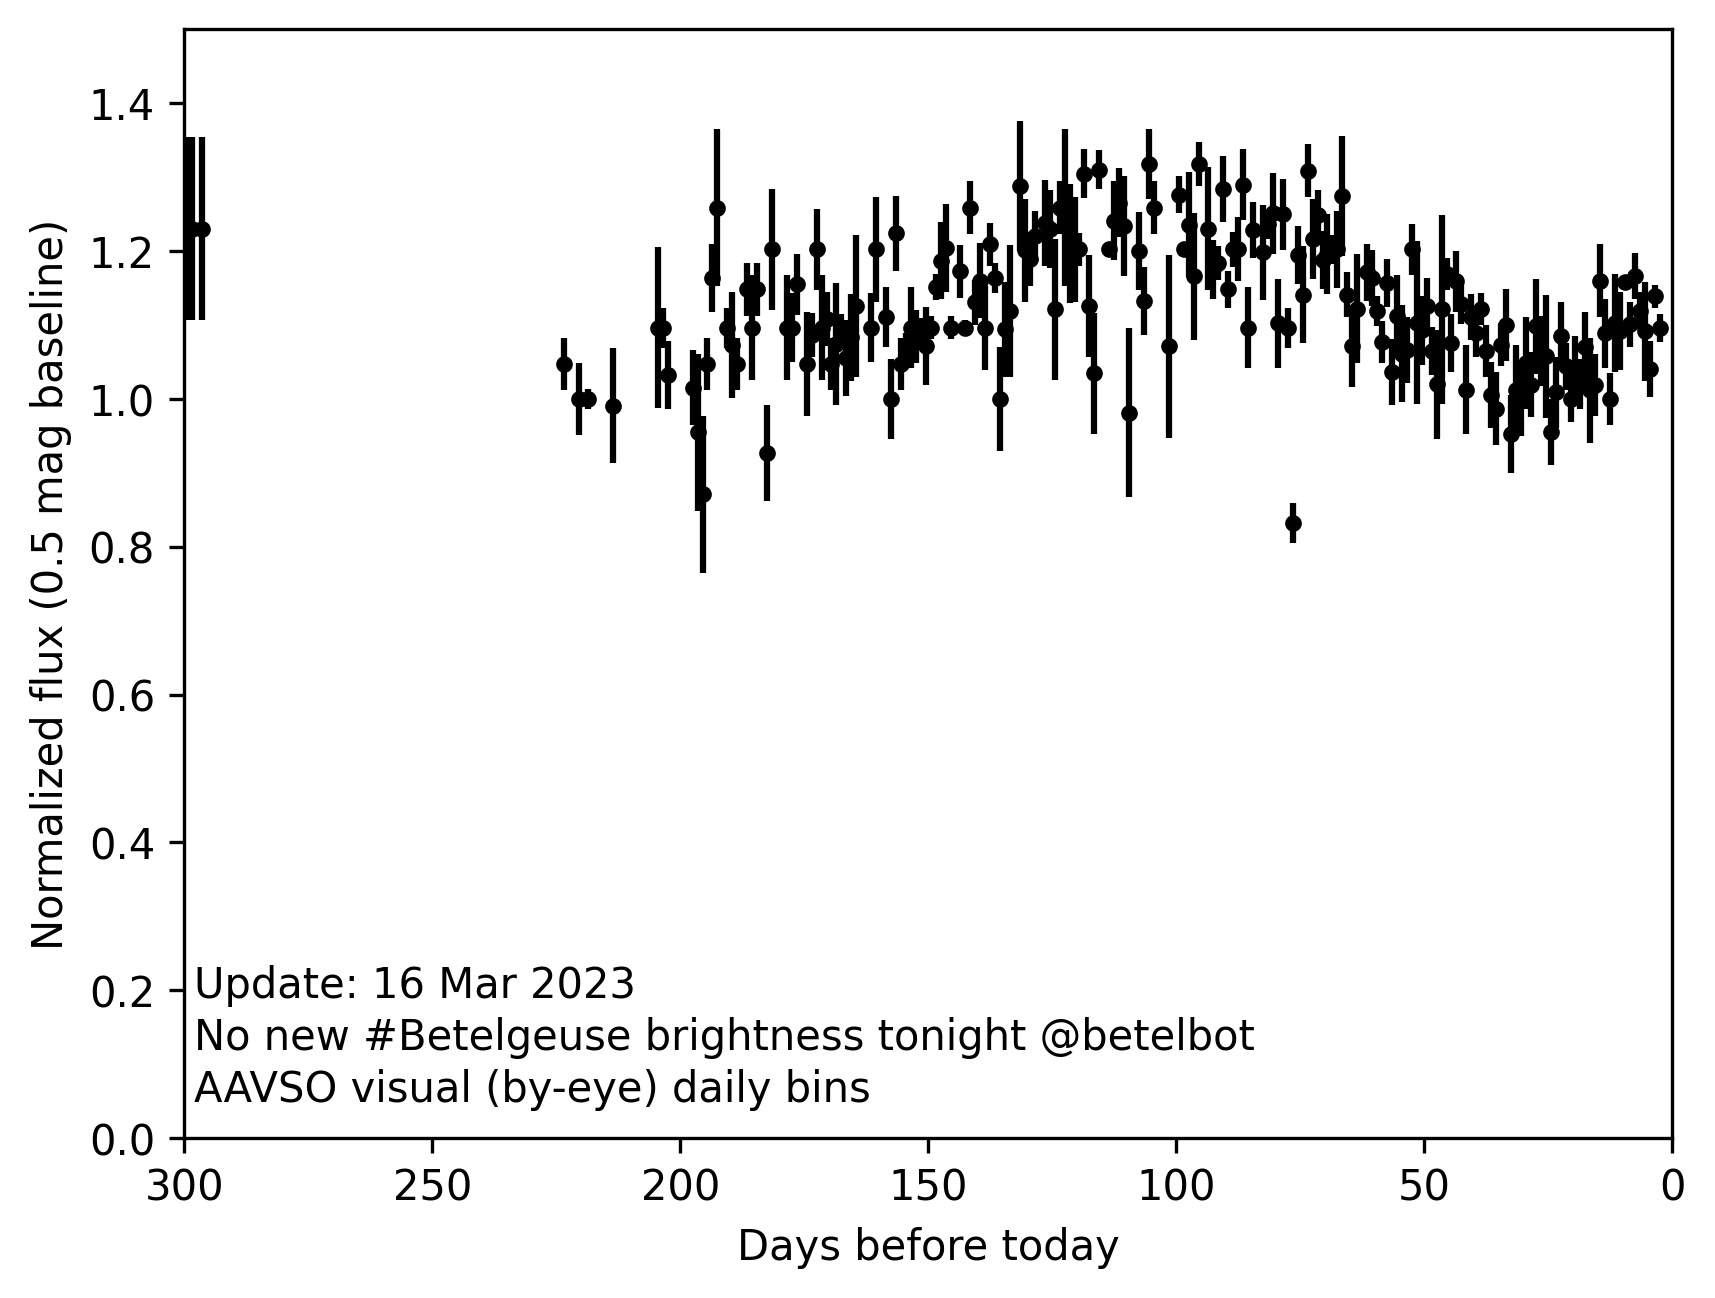 1.4
1.2
1.0
0.8
0.6
0.4
0.2
0.0
Normalized flux (0.5 mag baseline)
Update: 16 Mar 2023
No new #Betelgeuse brightness tonight @betelbot
AAVSO visual (by-eye) daily bins
300 250 200 150 100 50 0
Days before today